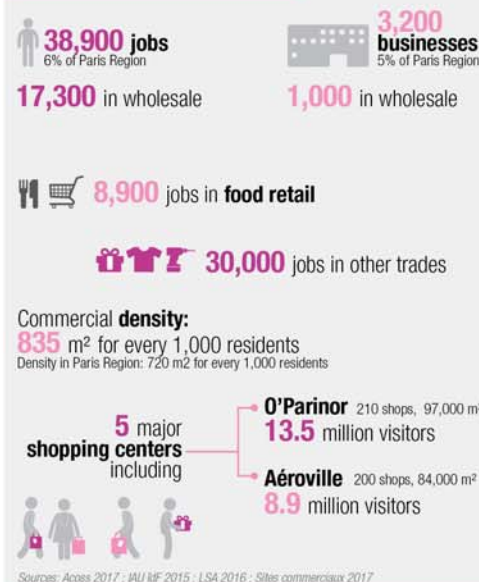 38,900 jobs
6% of Paris Region
17,300 in wholesale
3,200
businesses
5% of Paris Region
1,000 in wholesale
8,900 jobs in food retail
30,000 jobs in other trades
Commercial density:
835 m² for every 1,000 residents
Density in Paris Region: 720 m2 for every 1,000 residents
5 major
shopping centers
including
O'Parinor 210 shops, 97,000 m²
13.5 million visitors
Aéroville 200 shops, 84,000 m²
8.9 million visitors
Sources: Acoss 2017 ; IAU îdF 2015 ; LSA 2016 ; Sites commerciaux 2017